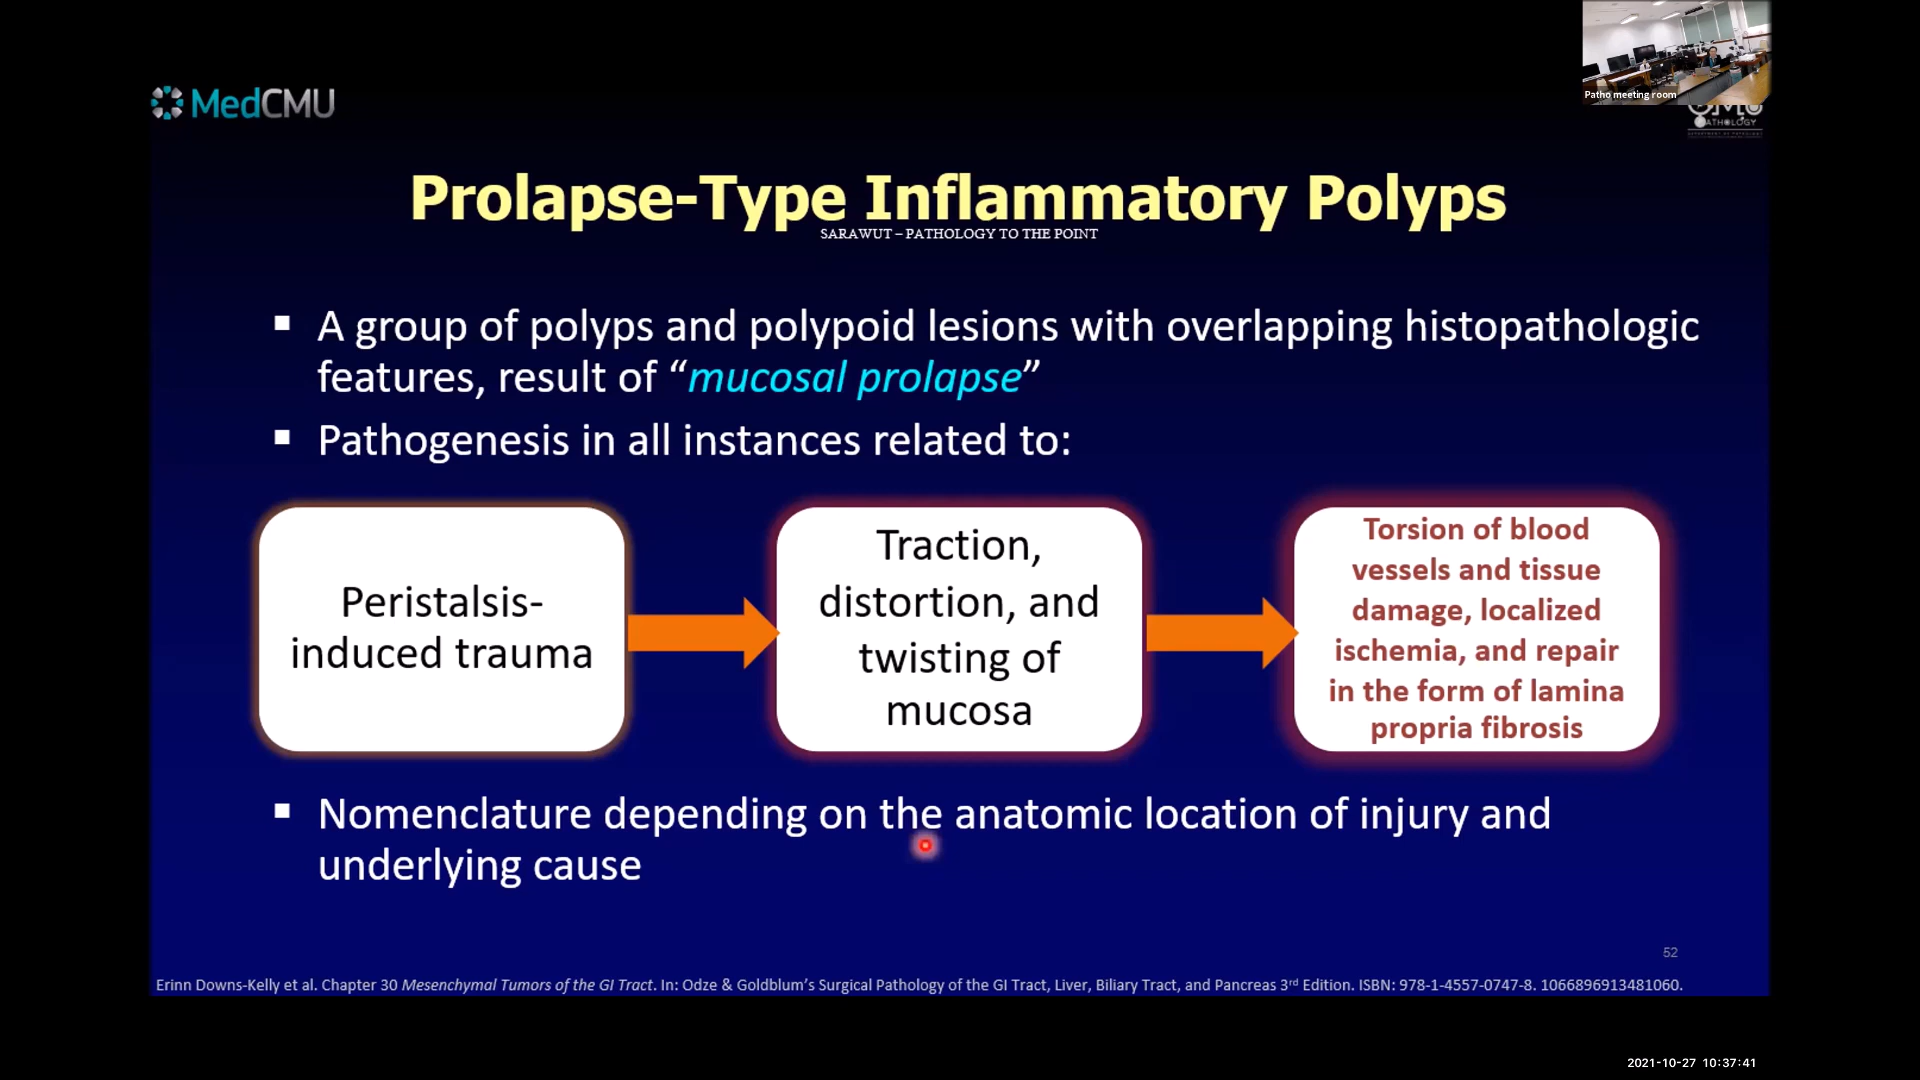 Patho meeting room
MedCMU
PATHOLOGY
Prolapse-Type Inflammatory Polyps
SARAWUT – PATHOLOGY TO THE POINT
▪ A group of polyps and polypoid lesions with overlapping histopathologic
features, result of “mucosal prolapse”
▪ Pathogenesis in all instances related to:
Peristalsis-
induced trauma
Traction,
distortion, and
twisting of
mucosa
Torsion of blood
vessels and tissue
damage, localized
ischemia, and repair
in the form of lamina
propria fibrosis
▪ Nomenclature depending on the anatomic location of injury and
underlying cause
52
Erinn Downs-Kelly et al. Chapter 30 Mesenchymal Tumors of the GI Tract. In: Odze & Goldblum’s Surgical Pathology of the GI Tract, Liver, Biliary Tract, and Pancreas 3rd Edition. ISBN: 978-1-4557-0747-8. 1066896913481060.
2021-10-27 10:37:41